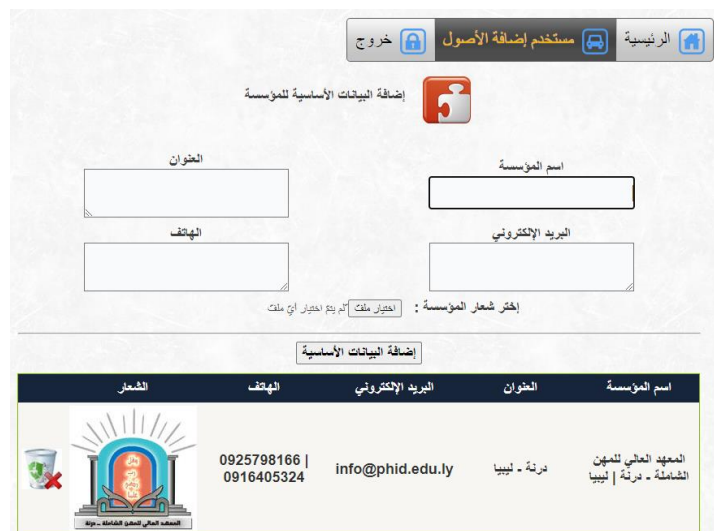 الرئيسية مستخدم إضافة الأصول خروج
إضافة البيانات الأساسية للمؤسسة
اسم المؤسسة
العنوان
البريد الإلكتروني
الهاتف
إختر شعار المؤسسة : اختيار ملف لم يتمّ اختيار أيّ ملف
إضافة البيانات الأساسية
اسم المؤسسة العنوان البريد الإلكتروني الهاتف الشعار
المعهد العالي للمهن
الشاملة ـ درنة | ليبيا
درنة ـ ليبيا
info@phid.edu.ly
0925798166 |
0916405324
المعهد العالي للمهن الشاملة ـ درنة